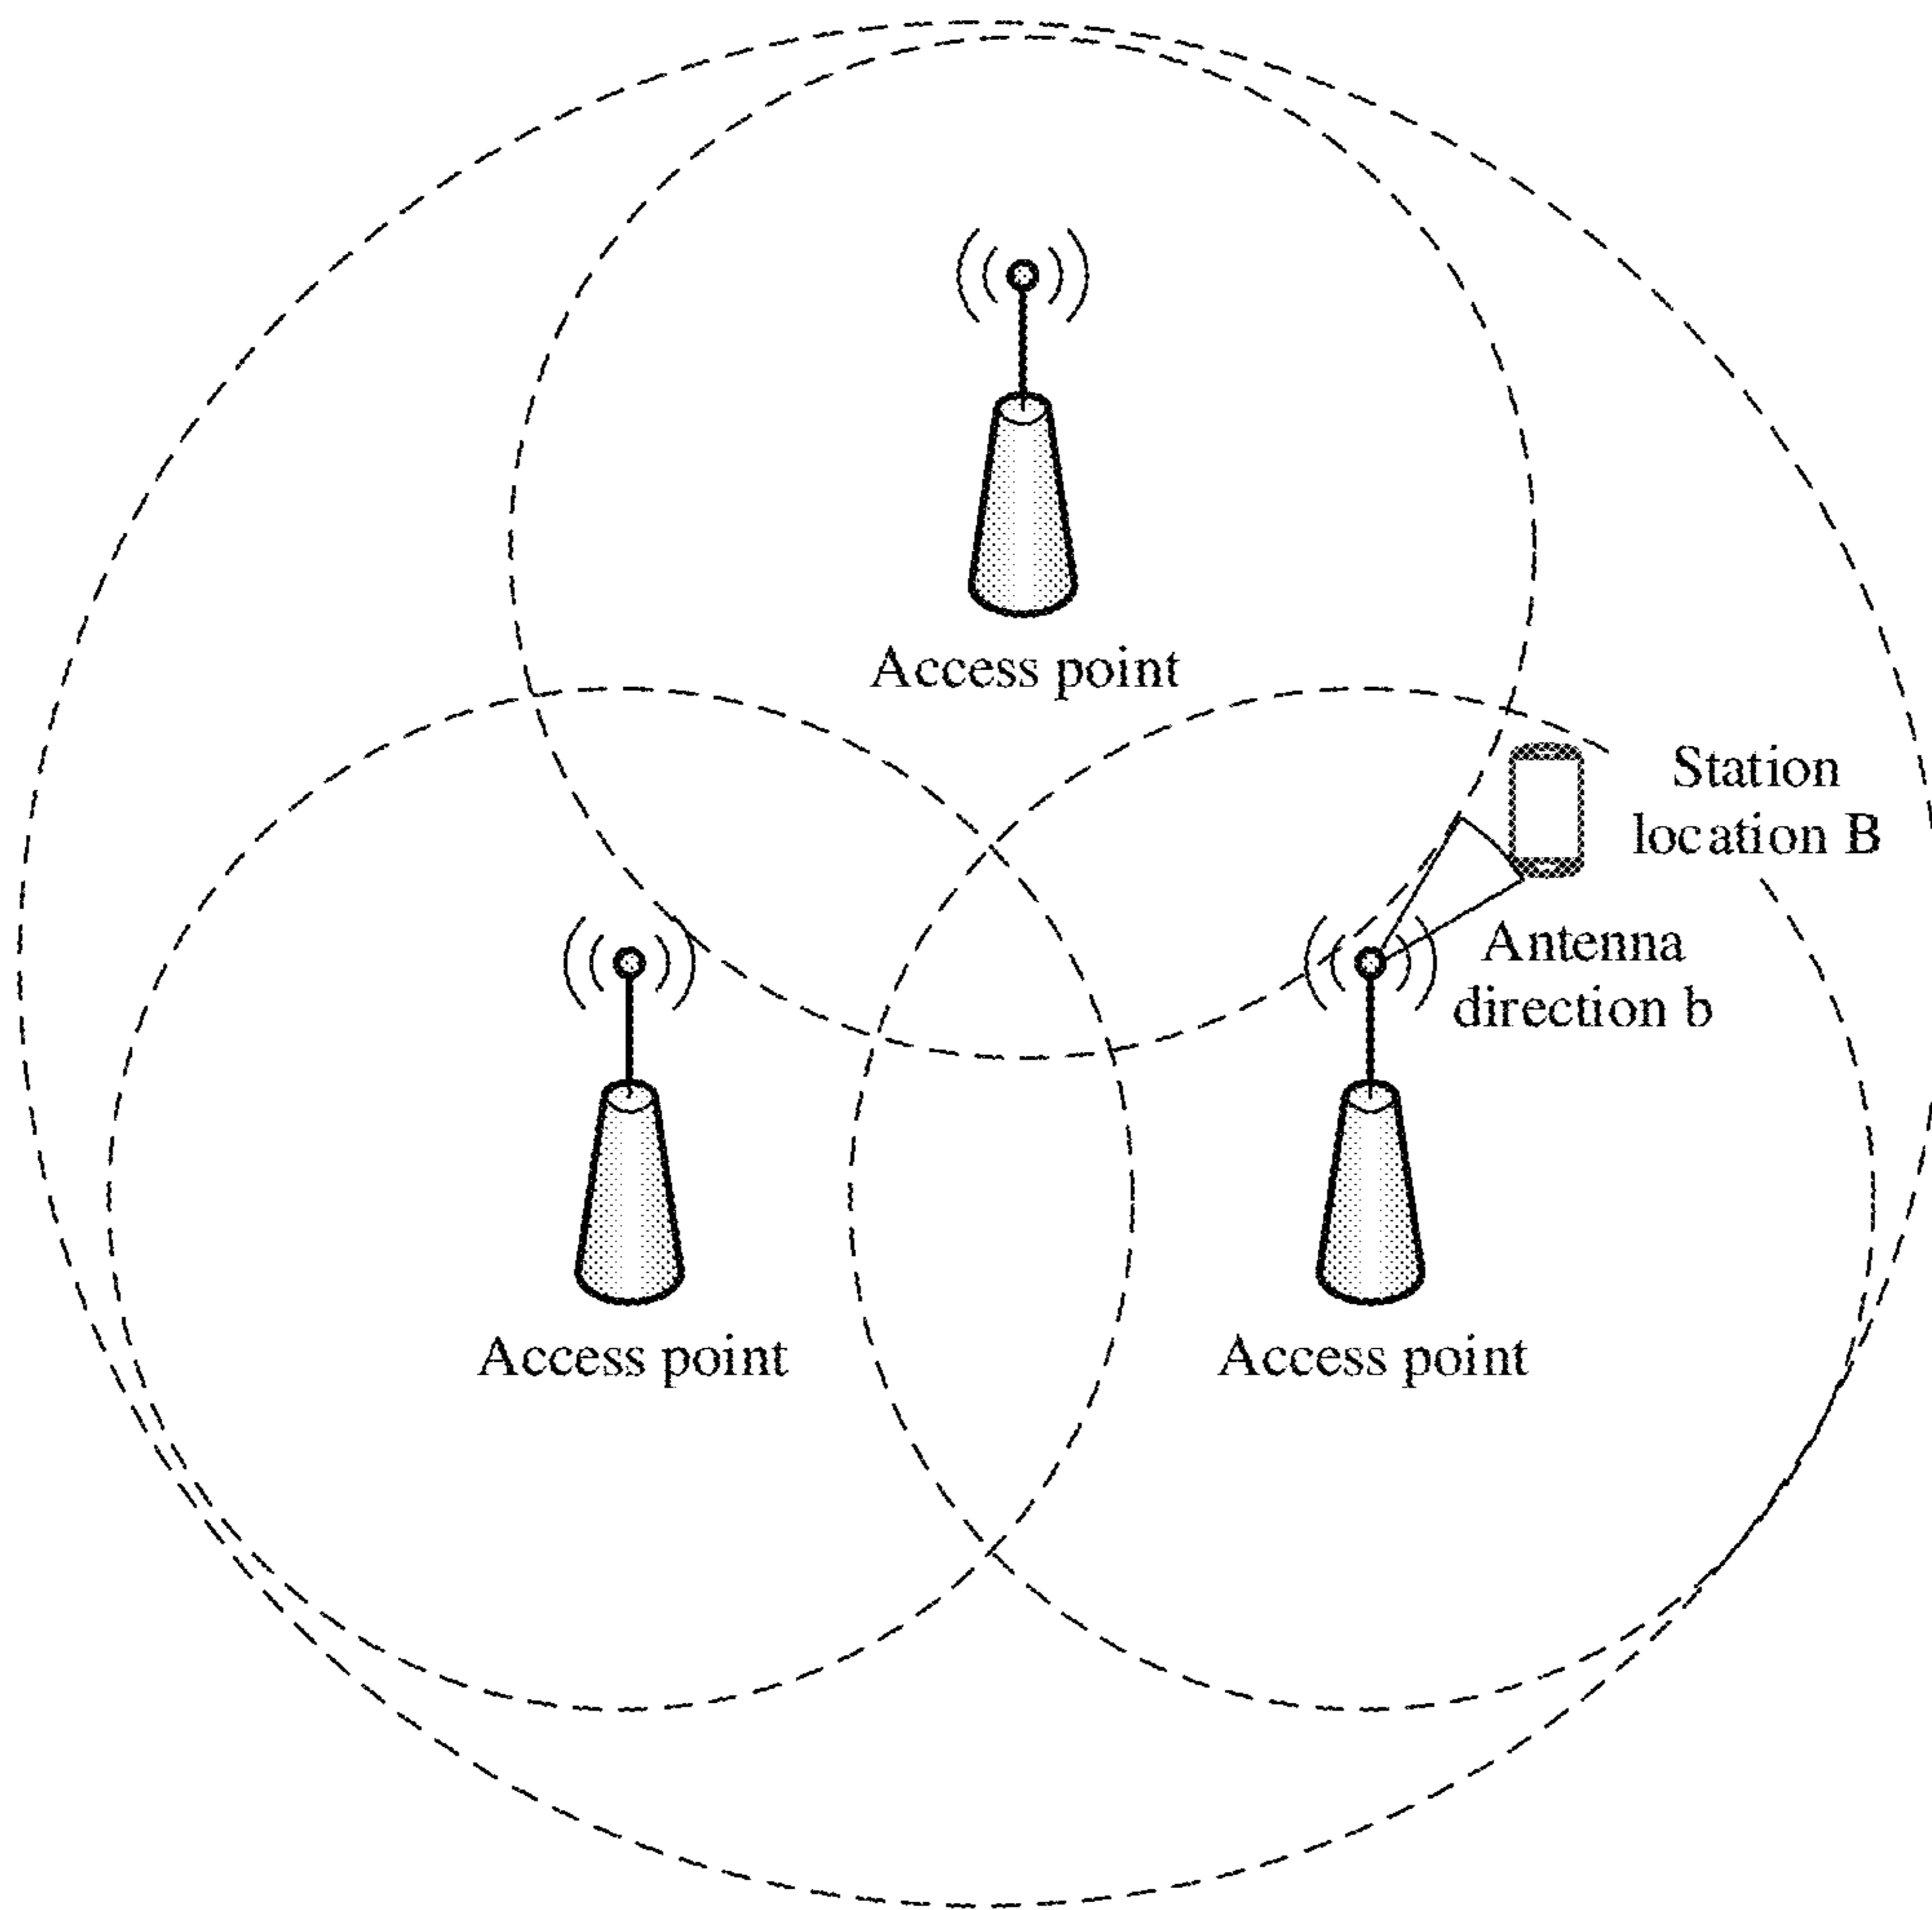 Access point
Station
location B
Antenna
direction b
Access point
Access point